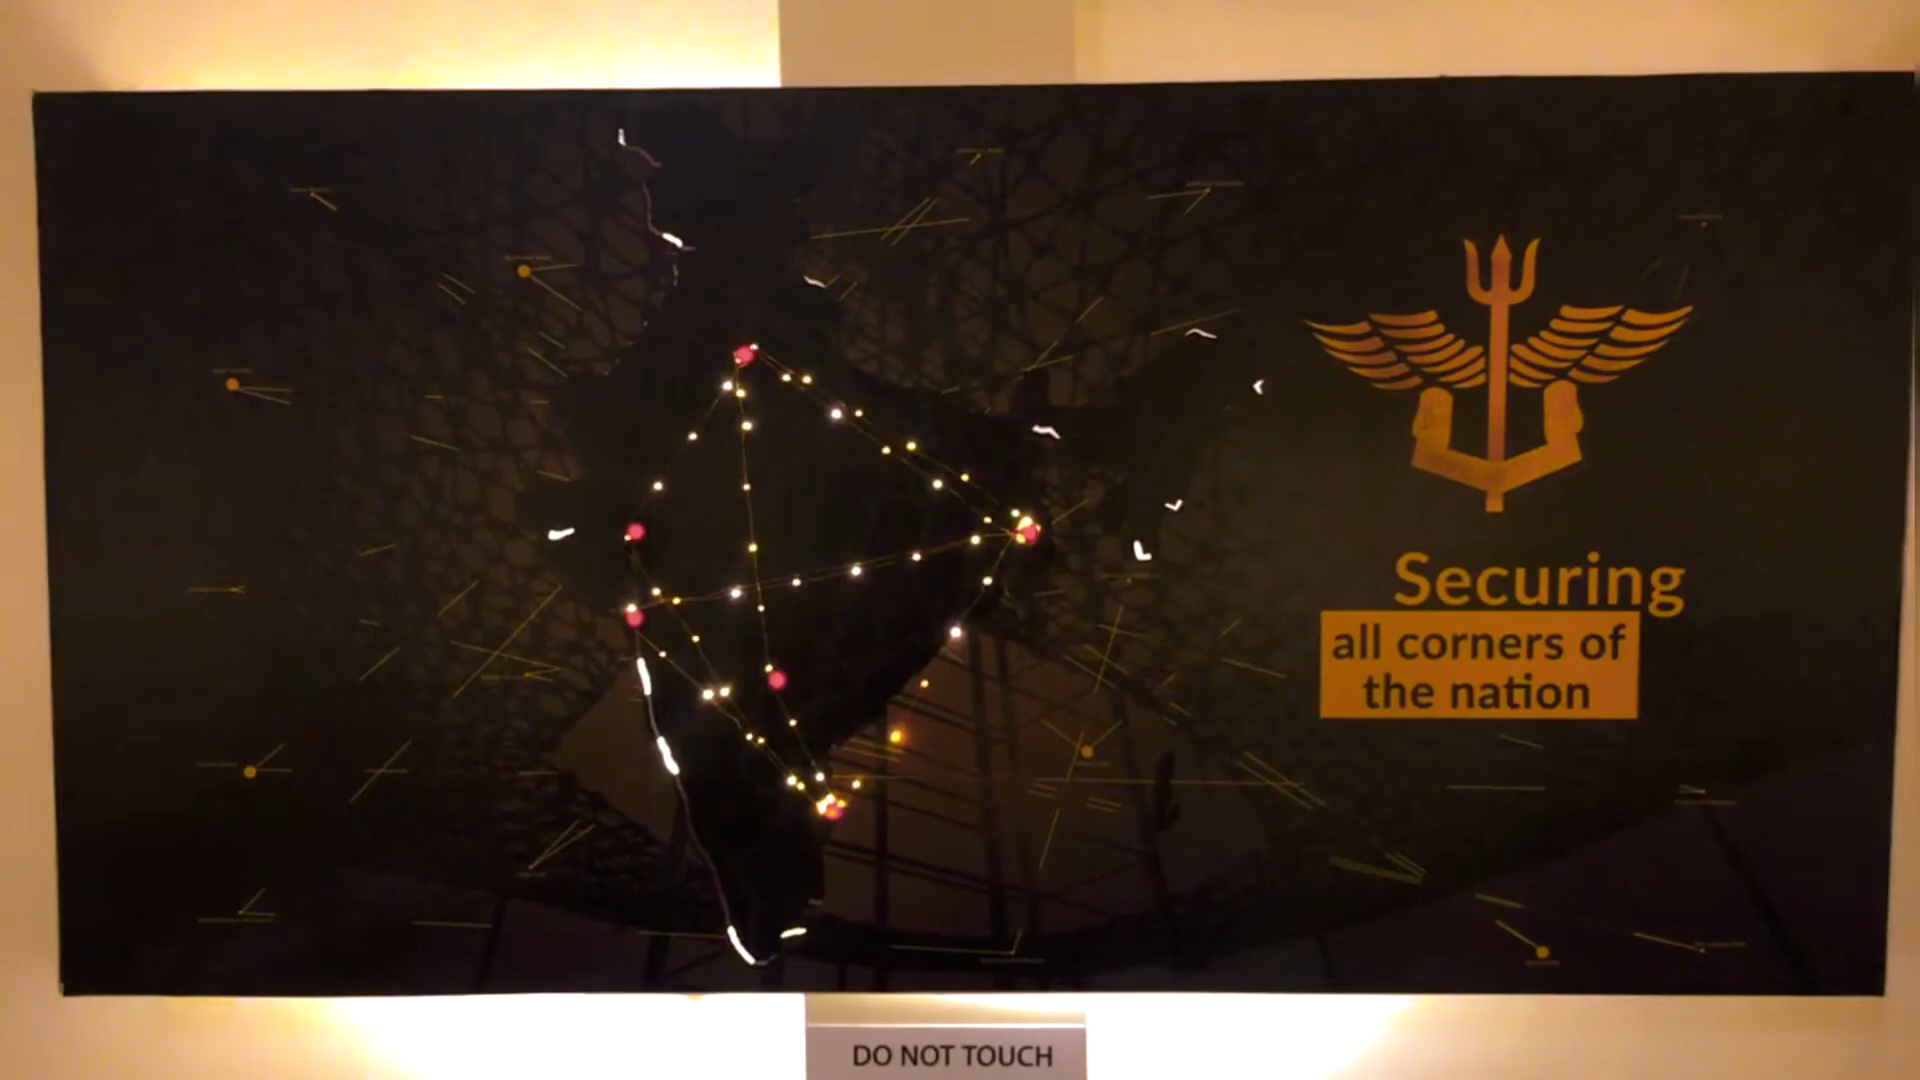 Securing
all corners of
the nation
DO NOT TOUCH